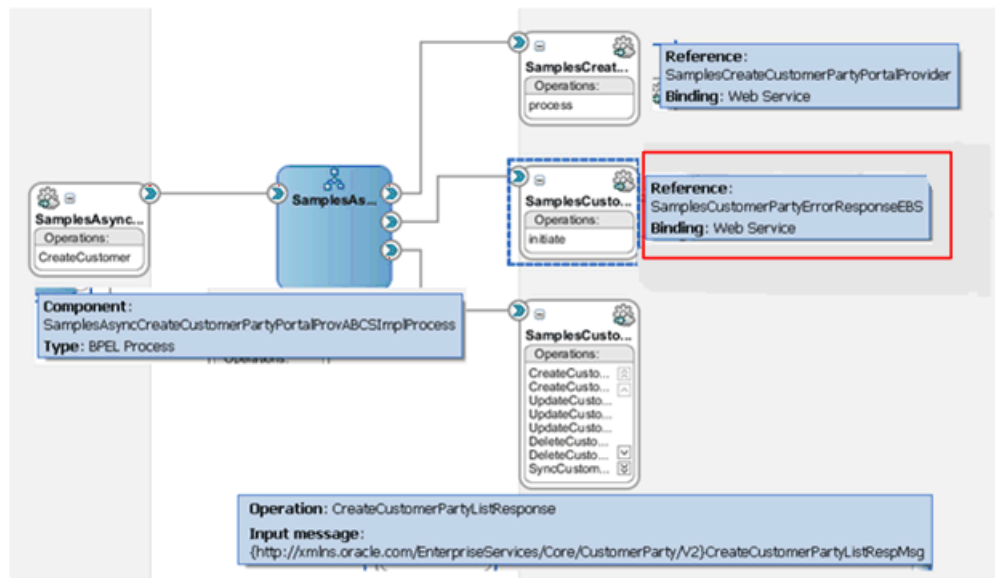 SamplesCreat...
Operations:
process
Reference:
SamplesCreateCustomerPartyPortalProvider
Binding: Web Service
SamplesAsync...
Operations:
CreateCustomer
SamplesAs...
SamplesCusto...
Operations:
initiate
Reference:
SamplesCustomerPartyErrorResponseEBS
Binding: Web Service
Component:
SamplesAsyncCreateCustomerPartyPortalProvABCSImplProcess
Type: BPEL Process
Operations:
SamplesCusto...
Operations:
CreateCusto...
CreateCusto...
UpdateCusto...
UpdateCusto...
UpdateCusto...
DeleteCusto...
DeleteCusto...
SyncCustom...
Operation: CreateCustomerPartyListResponse
Input message:
{http://xmlns.oracle.com/EnterpriseServices/Core/CustomerParty/V2}CreateCustomerPartyListRespMsg